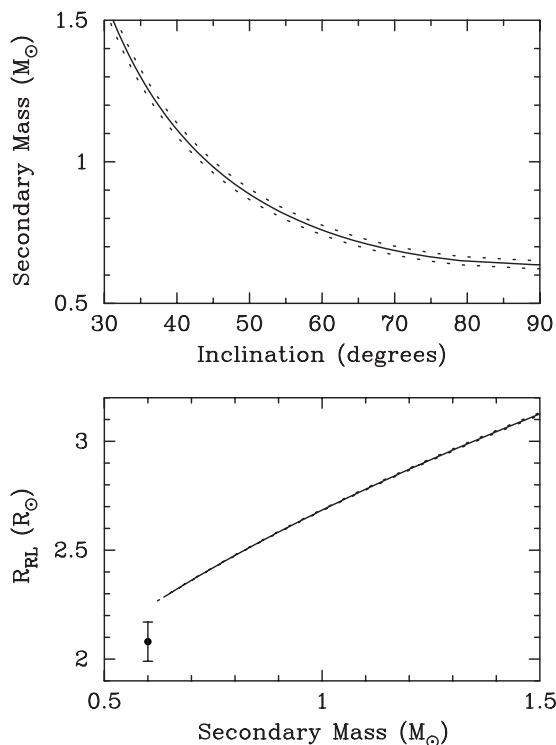 1.5
1
0.5
Secondary Mass (M⊙)
30 40 50 60 70 80 90
Inclination (degrees)
3
2.5
2
R_RL (R⊙)
0.5 1 1.5
Secondary Mass (M⊙)